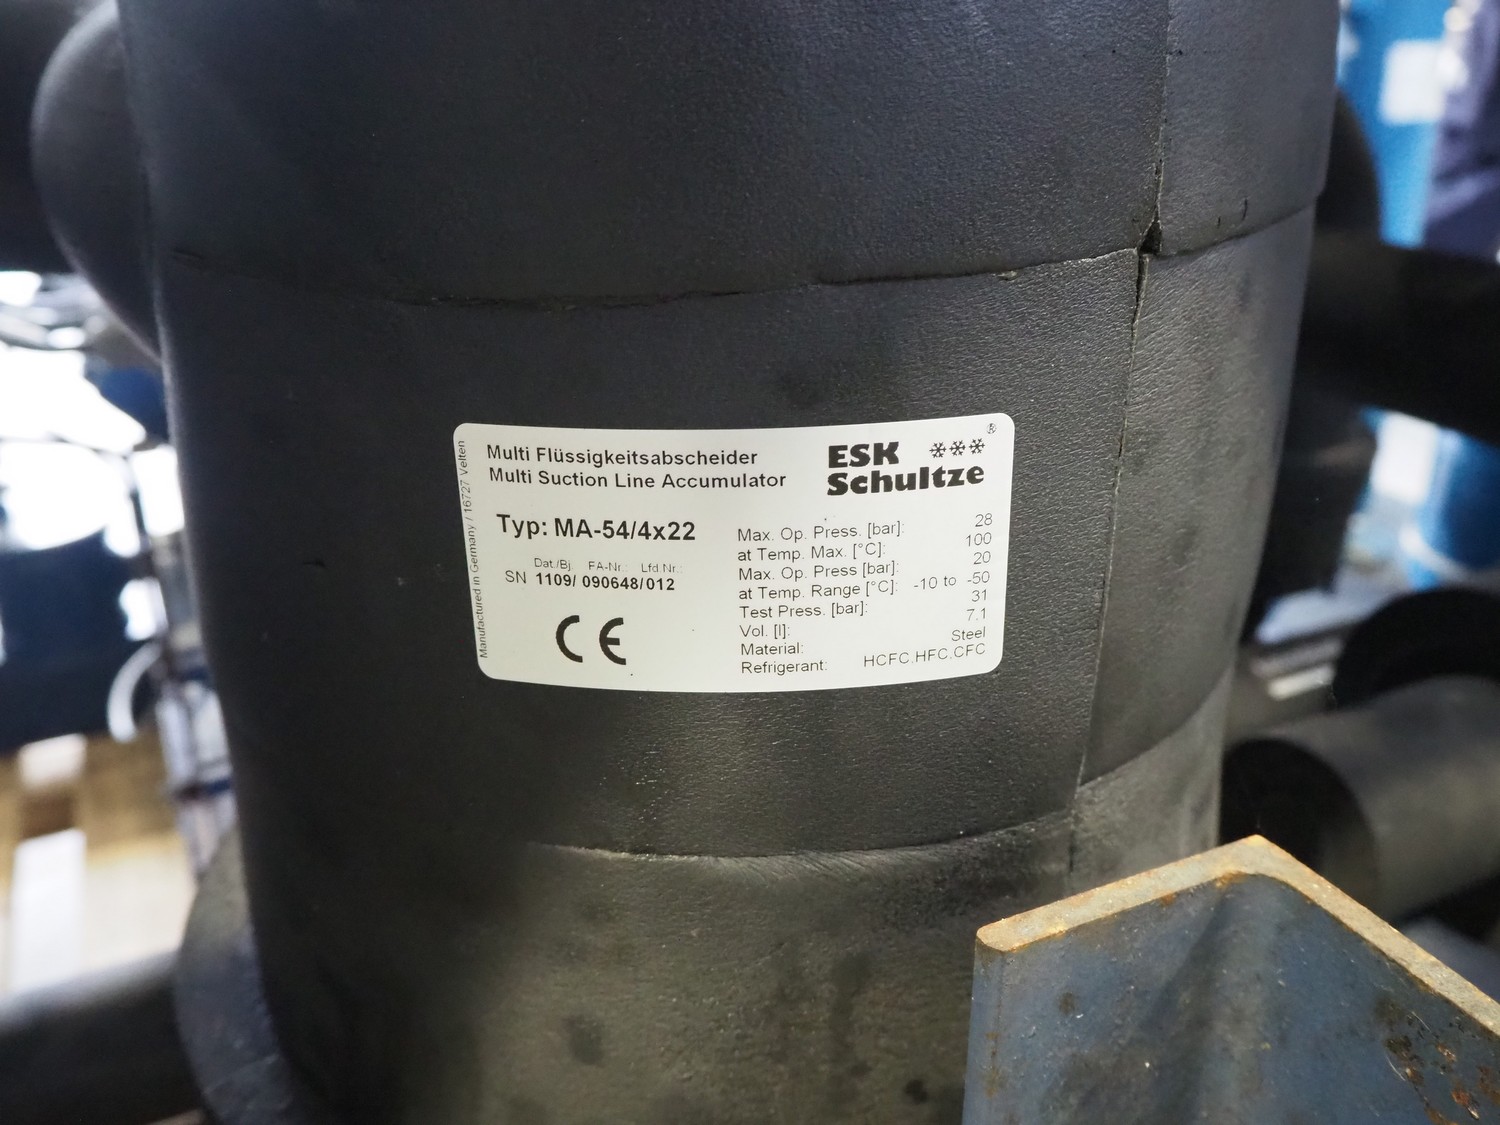 Manufactured in Germany / 16727 Velten
Multi Flüssigkeitsabscheider
Multi Suction Line Accumulator
ESK ®
Schultze
Typ: MA-54/4x22
Dat./Bj. FA-Nr.: Lfd Nr.:
SN 1109/ 090648/012
CE
Max. Op. Press. [bar]: 28
at Temp. Max. [°C]: 100
Max. Op. Press [bar]: 20
at Temp. Range [°C]: -10 to -50
Test Press. [bar]: 31
Vol. [l]: 7.1
Material: Steel
Refrigerant: HCFC,HFC,CFC